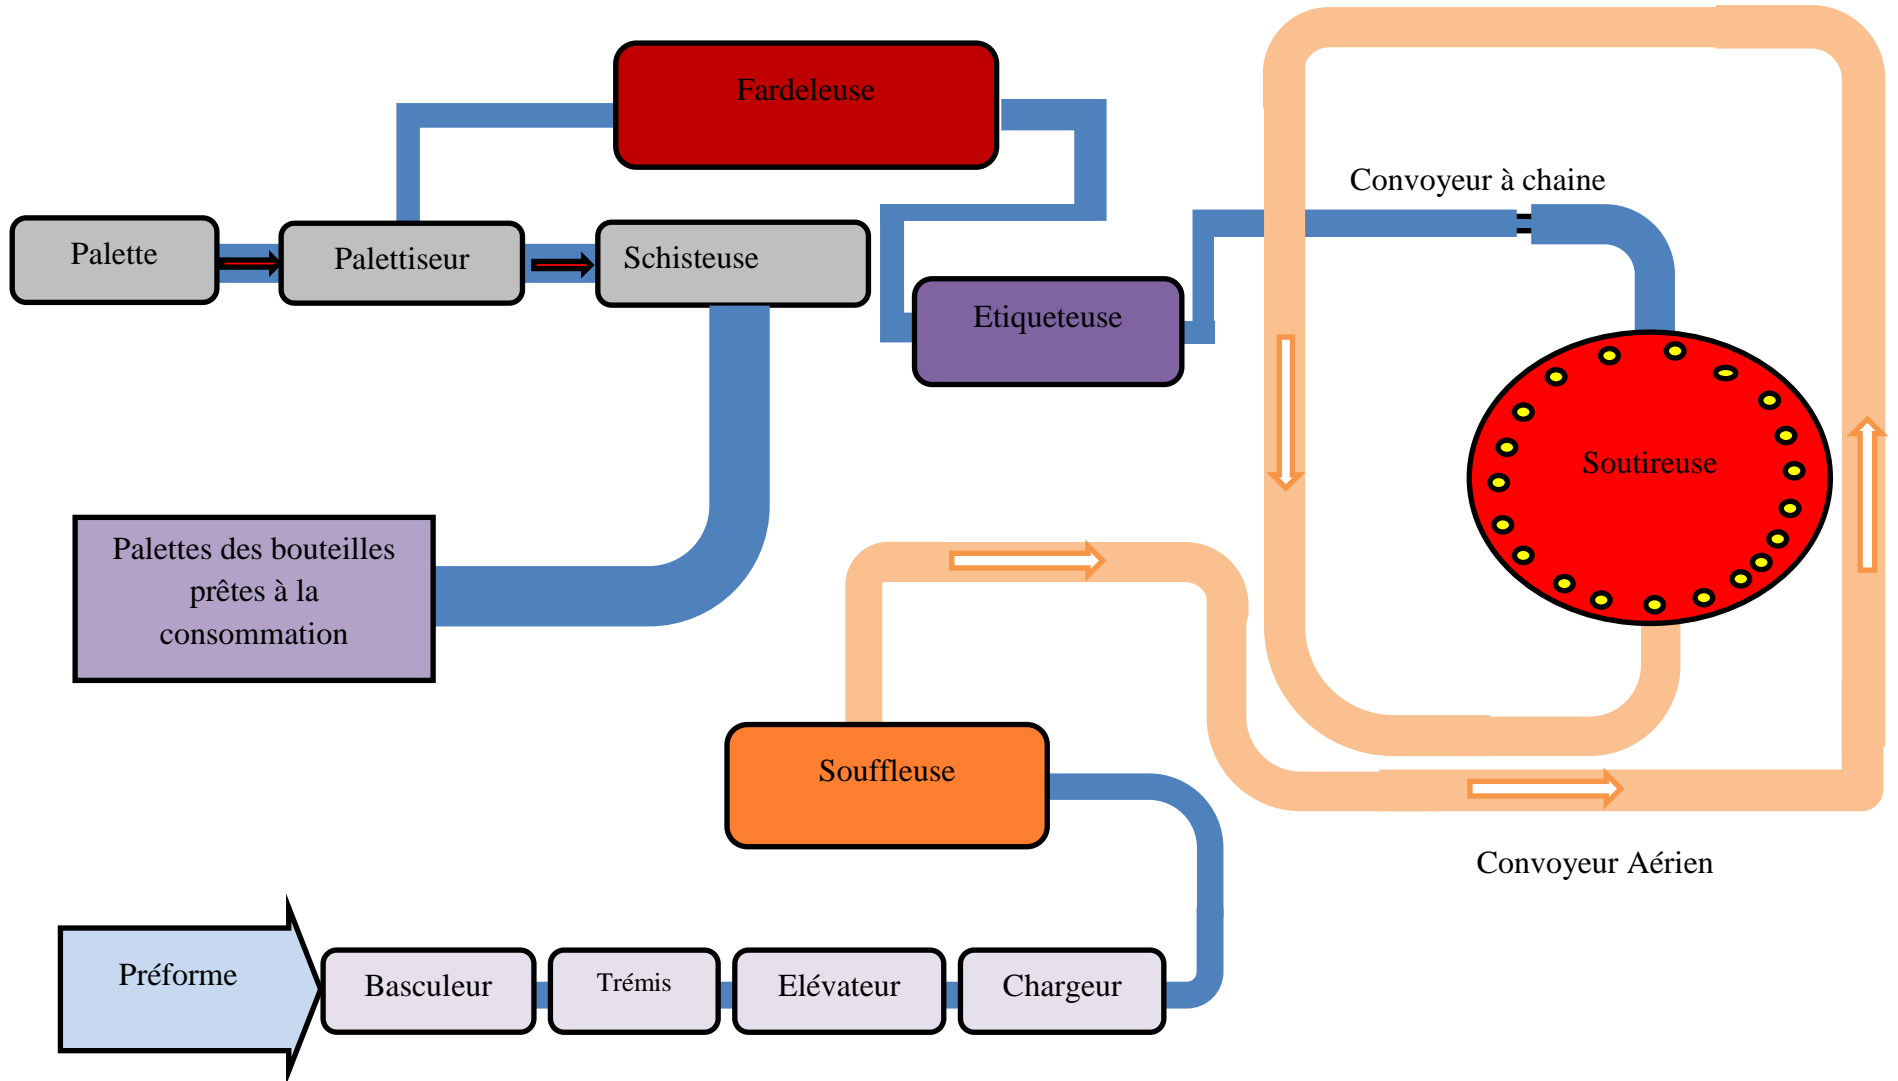 Fardeleuse
Convoyeur à chaine
Palette
Palettiseur
Schisteuse
Etiqueteuse
Soutireuse
Palettes des bouteilles
prêtes à la
consommation
Souffleuse
Convoyeur Aérien
Préforme
Basculeur
Trémis
Elévateur
Chargeur